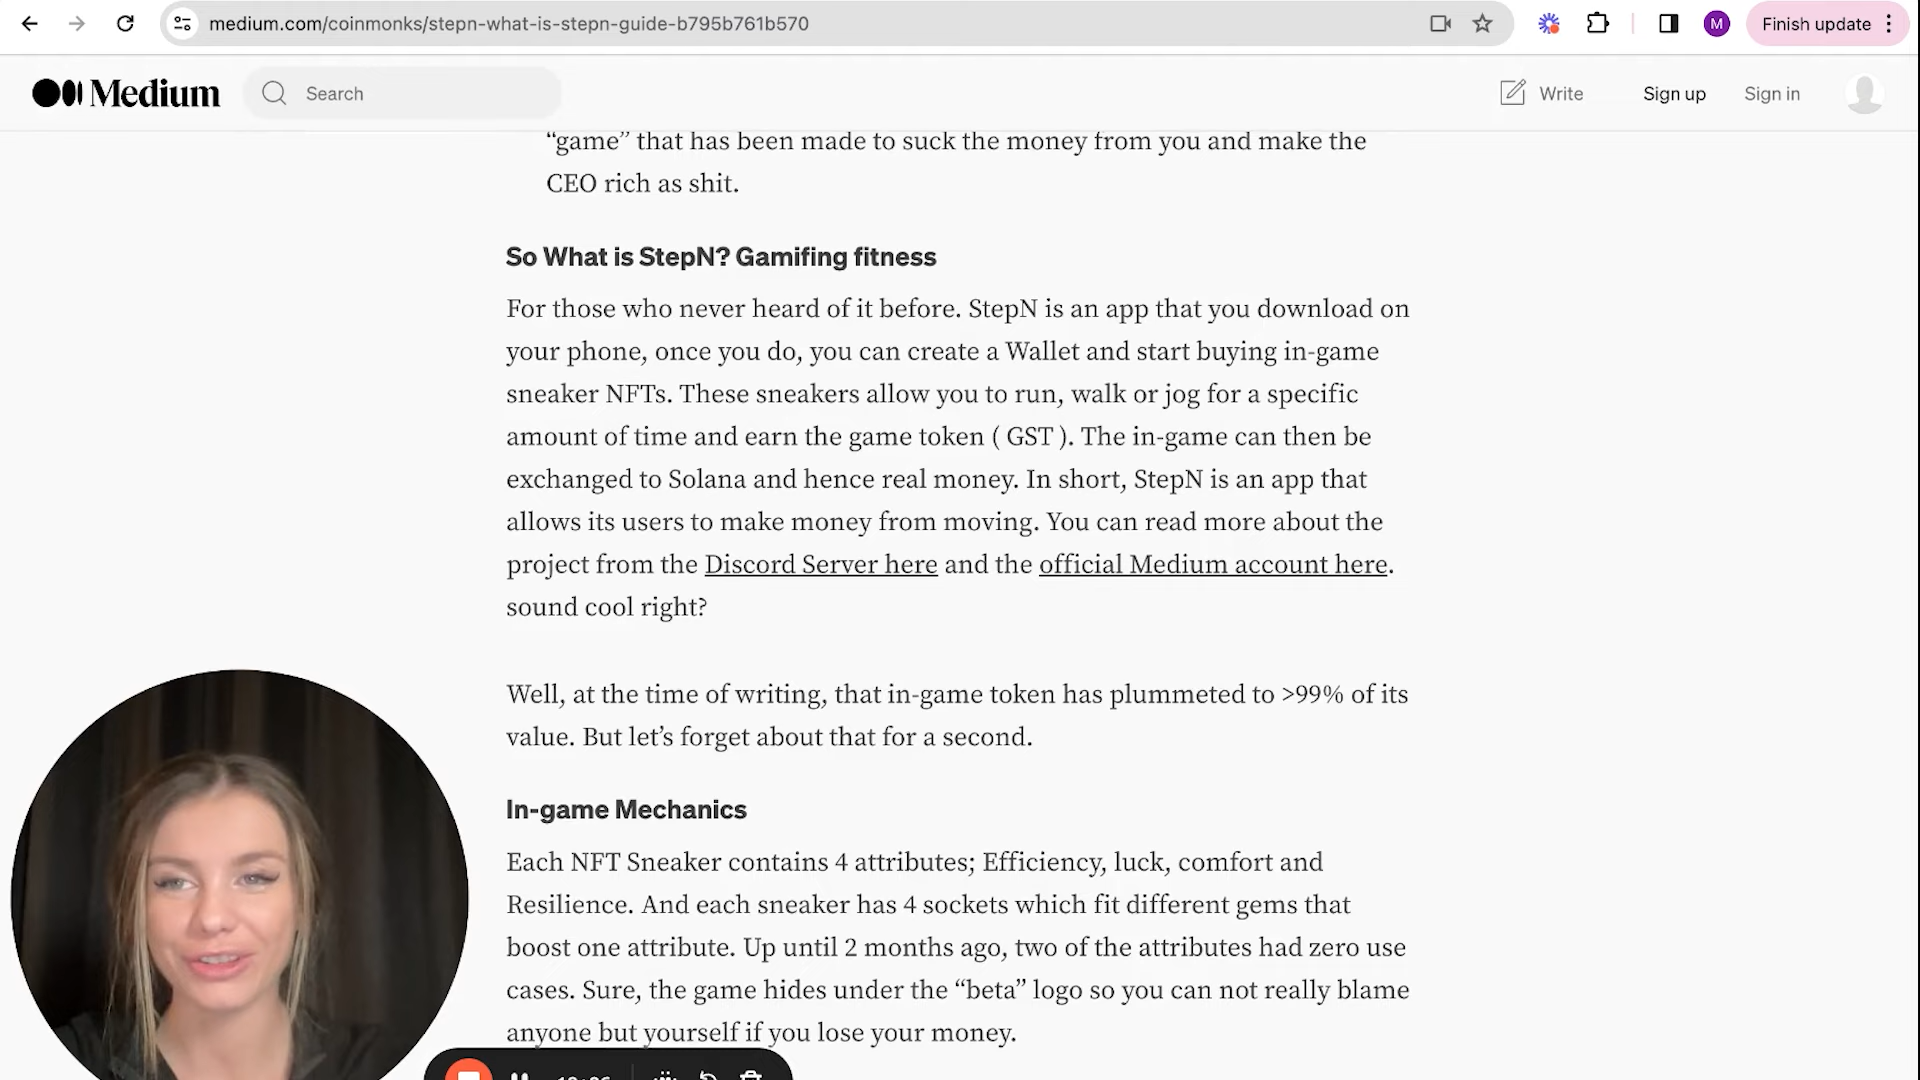 medium.com/coinmonks/stepn-what-is-stepn-guide-b795b761b570
M
Finish update
Medium
Search
Write
Sign up
Sign in
“game” that has been made to suck the money from you and make the
CEO rich as shit.
So What is StepN? Gamifing fitness
For those who never heard of it before. StepN is an app that you download on
your phone, once you do, you can create a Wallet and start buying in-game
sneaker NFTs. These sneakers allow you to run, walk or jog for a specific
amount of time and earn the game token ( GST ). The in-game can then be
exchanged to Solana and hence real money. In short, StepN is an app that
allows its users to make money from moving. You can read more about the
project from the Discord Server here and the official Medium account here.
sound cool right?
Well, at the time of writing, that in-game token has plummeted to >99% of its
value. But let’s forget about that for a second.
In-game Mechanics
Each NFT Sneaker contains 4 attributes; Efficiency, luck, comfort and
Resilience. And each sneaker has 4 sockets which fit different gems that
boost one attribute. Up until 2 months ago, two of the attributes had zero use
cases. Sure, the game hides under the “beta” logo so you can not really blame
anyone but yourself if you lose your money.